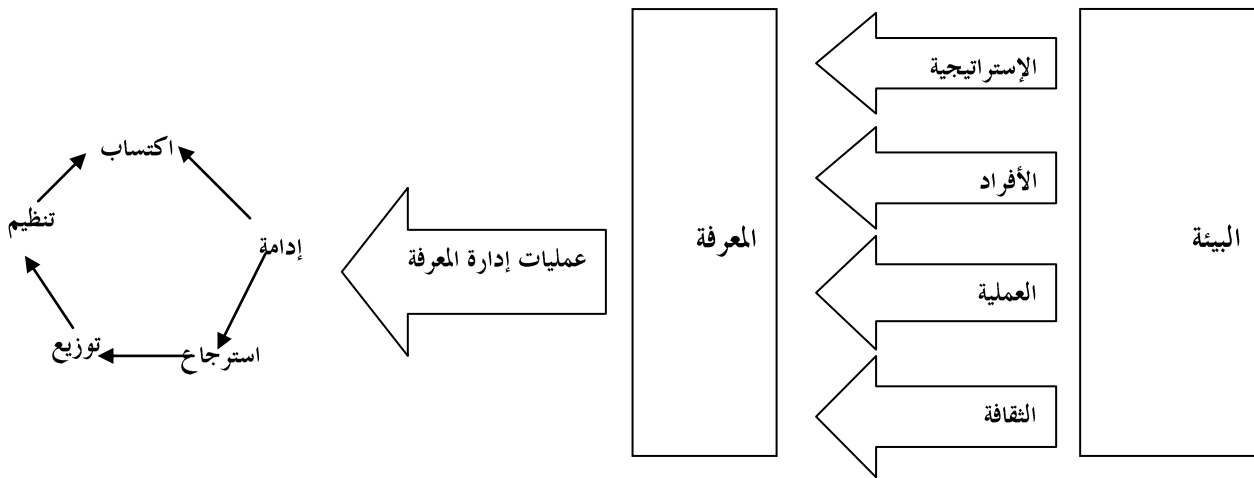 البيئة
الإستراتيجية
الأفراد
العملية
الثقافة
المعرفة
عمليات إدارة المعرفة
اكتساب
إدامة
استرجاع
توزيع
تنظيم